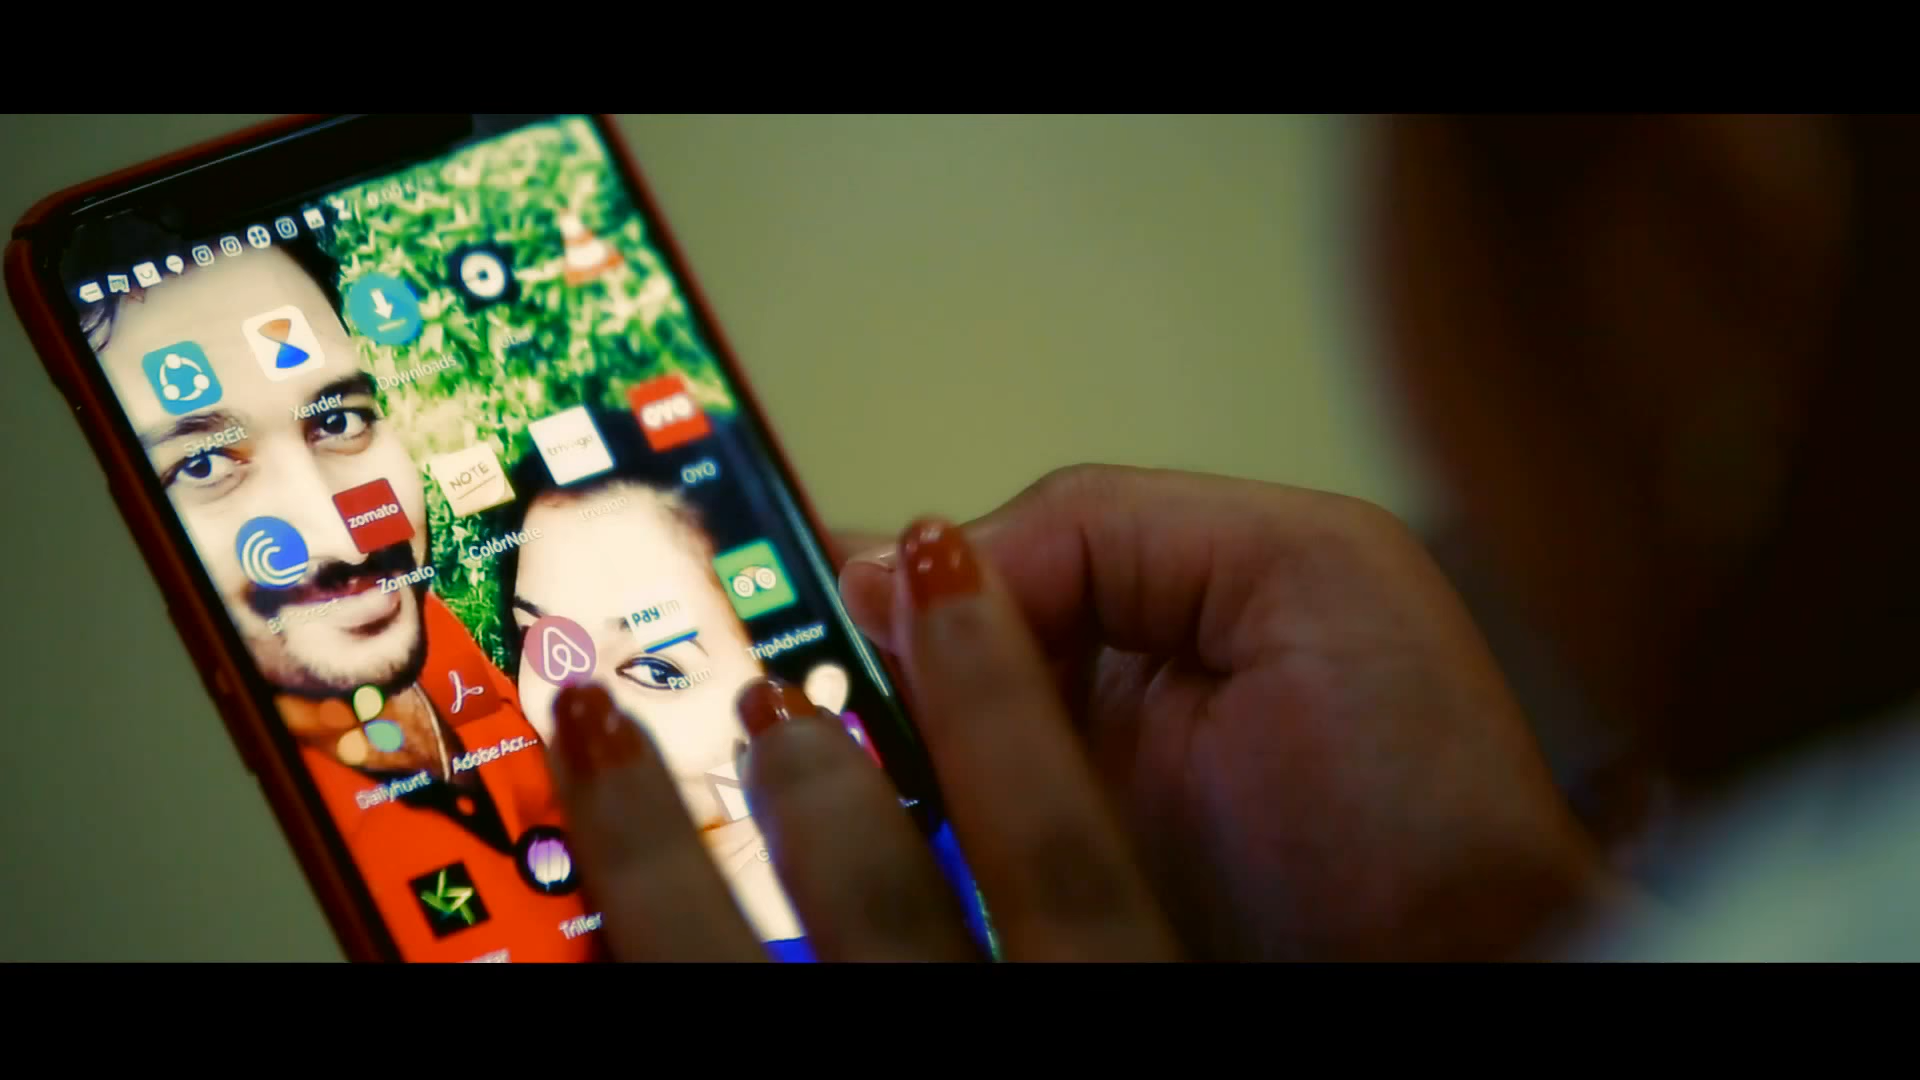 SHAREit
Xender
Downloads
Uber
zomato
Zomato
NOTE
ColorNote
trivago
trivago
OYO
OYO
paytm
Paytm
TripAdvisor
Dailyhunt
Adobe Acr...
Triller
G